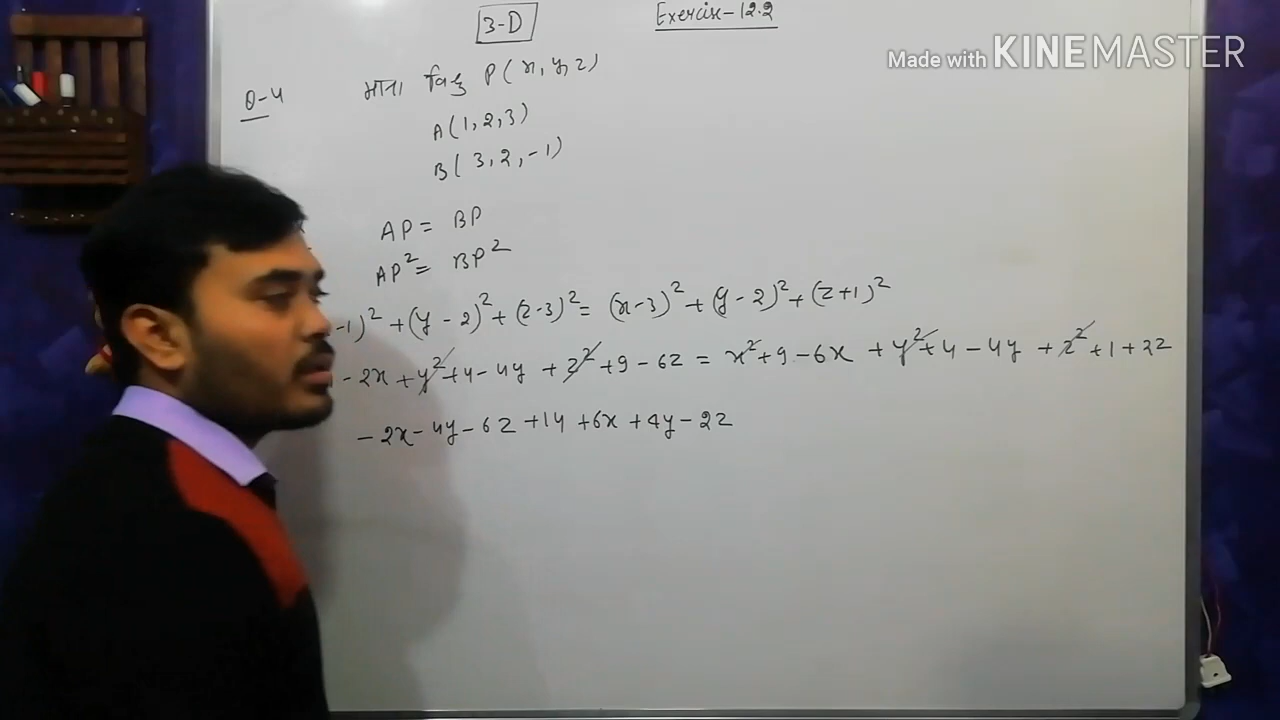 3-D
Exercise-12.2
Made with KINEMASTER
Q-4
माना बिन्दु P(x, y, z)
A(1, 2, 3)
B(3, 2, -1)
AP = BP
AP² = BP²
-1)² + (y - 2)² + (z-3)² = (x-3)² + (y-2)² + (z+1)²
- 2x + y² + 4 - 4y + z² + 9 - 6z = x² + 9 - 6x + y² + 4 - 4y + z² + 1 + 2z
- 2x - 4y - 6z + 14 + 6x + 4y - 2z